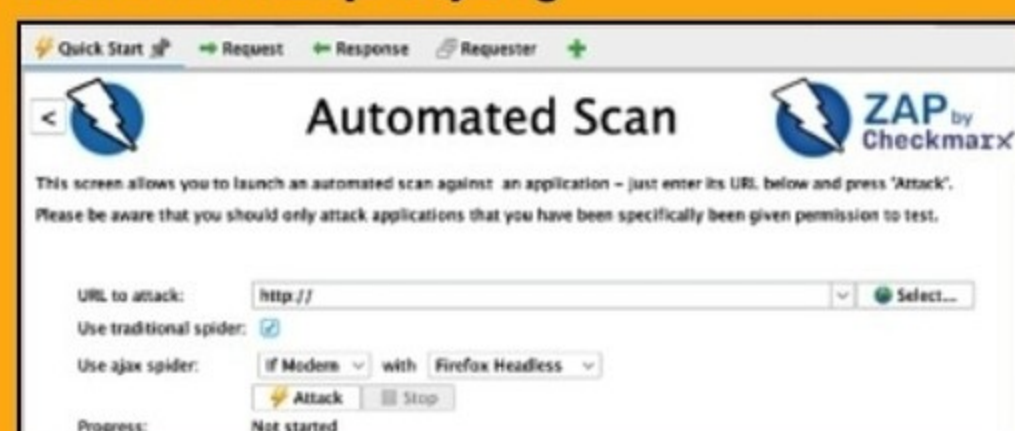 Quick Start Request Response Requester
<
Automated Scan
ZAP by
Checkmarx
This screen allows you to launch an automated scan against an application – just enter its URL below and press "Attack".
Please be aware that you should only attack applications that you have been specifically been given permission to test.
URL to attack: http:// Select...
Use traditional spider:
Use ajax spider: If Modern with Firefox Headless
Attack Stop
Progress: Not started